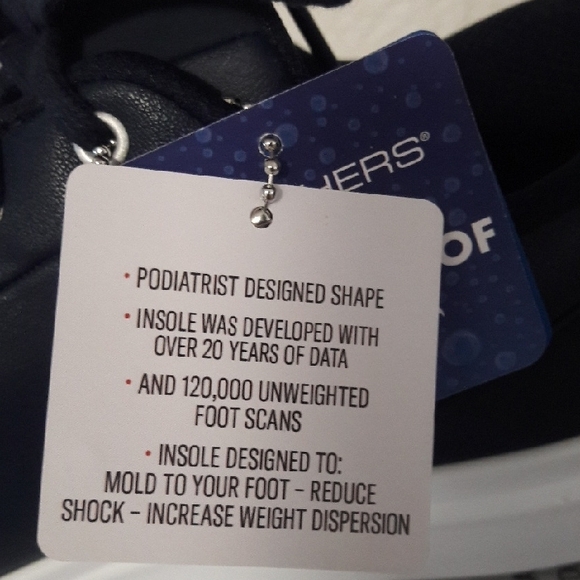 HERS®
OF
• PODIATRIST DESIGNED SHAPE
• INSOLE WAS DEVELOPED WITH
OVER 20 YEARS OF DATA
• AND 120,000 UNWEIGHTED
FOOT SCANS
• INSOLE DESIGNED TO:
MOLD TO YOUR FOOT – REDUCE
SHOCK – INCREASE WEIGHT DISPERSION